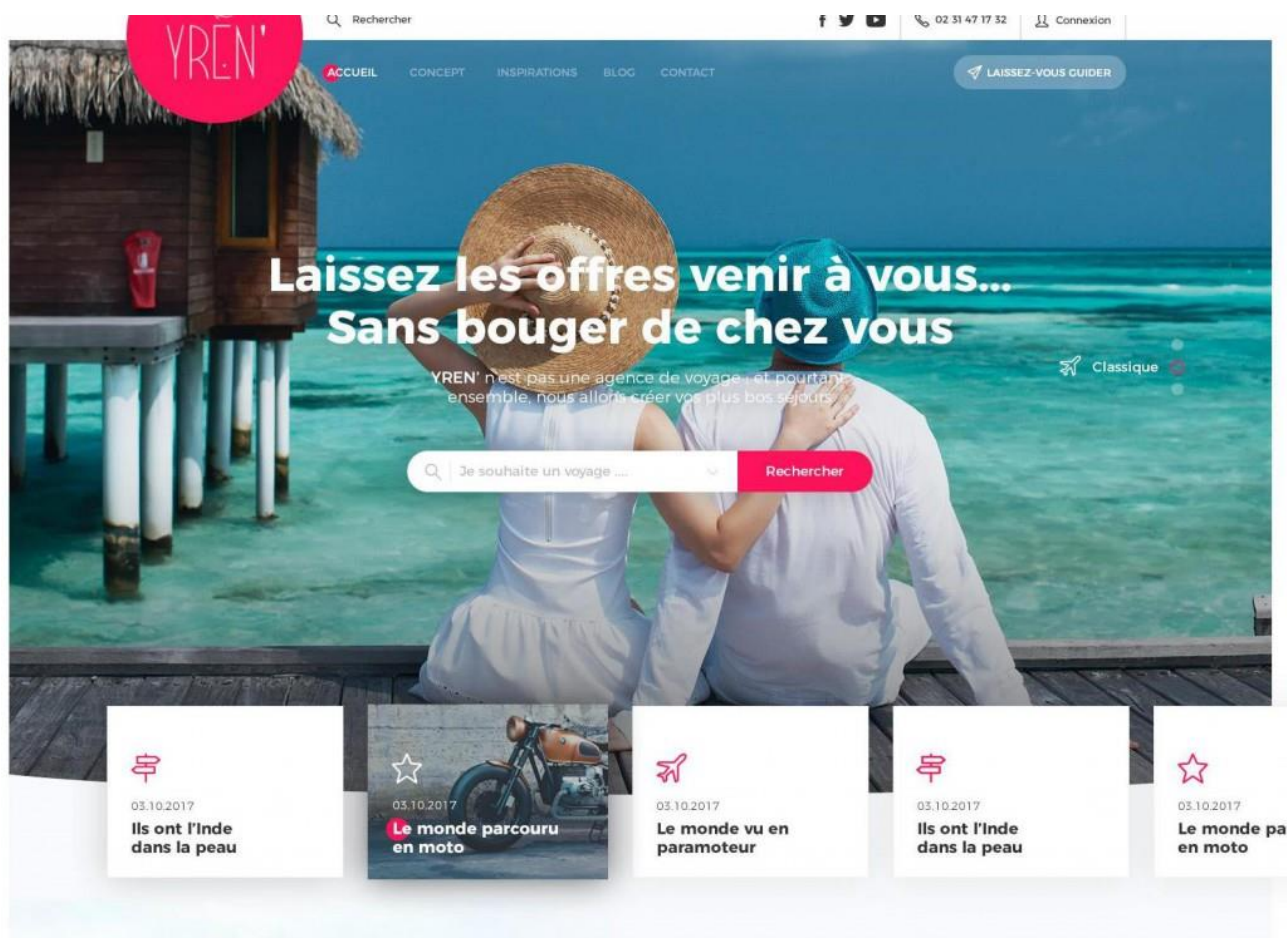 YREN'
Rechercher
02 31 47 17 32
Connexion
ACCUEIL
CONCEPT
INSPIRATIONS
BLOG
CONTACT
LAISSEZ-VOUS GUIDER
Laissez les offres venir à vous...
Sans bouger de chez vous
YREN' n'est pas une agence de voyage ; et pourtant,
ensemble, nous allons créer vos plus bos séjours
Classique
Je souhaite un voyage ....
Rechercher
03.10.2017
Ils ont l'Inde
dans la peau
03.10.2017
Le monde parcouru
en moto
03.10.2017
Le monde vu en
paramoteur
03.10.2017
Ils ont l'Inde
dans la peau
03.10.2017
Le monde pa
en moto